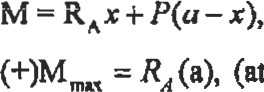 M = R_A x + P(a − x),
(+)M_max = R_A(a), (at